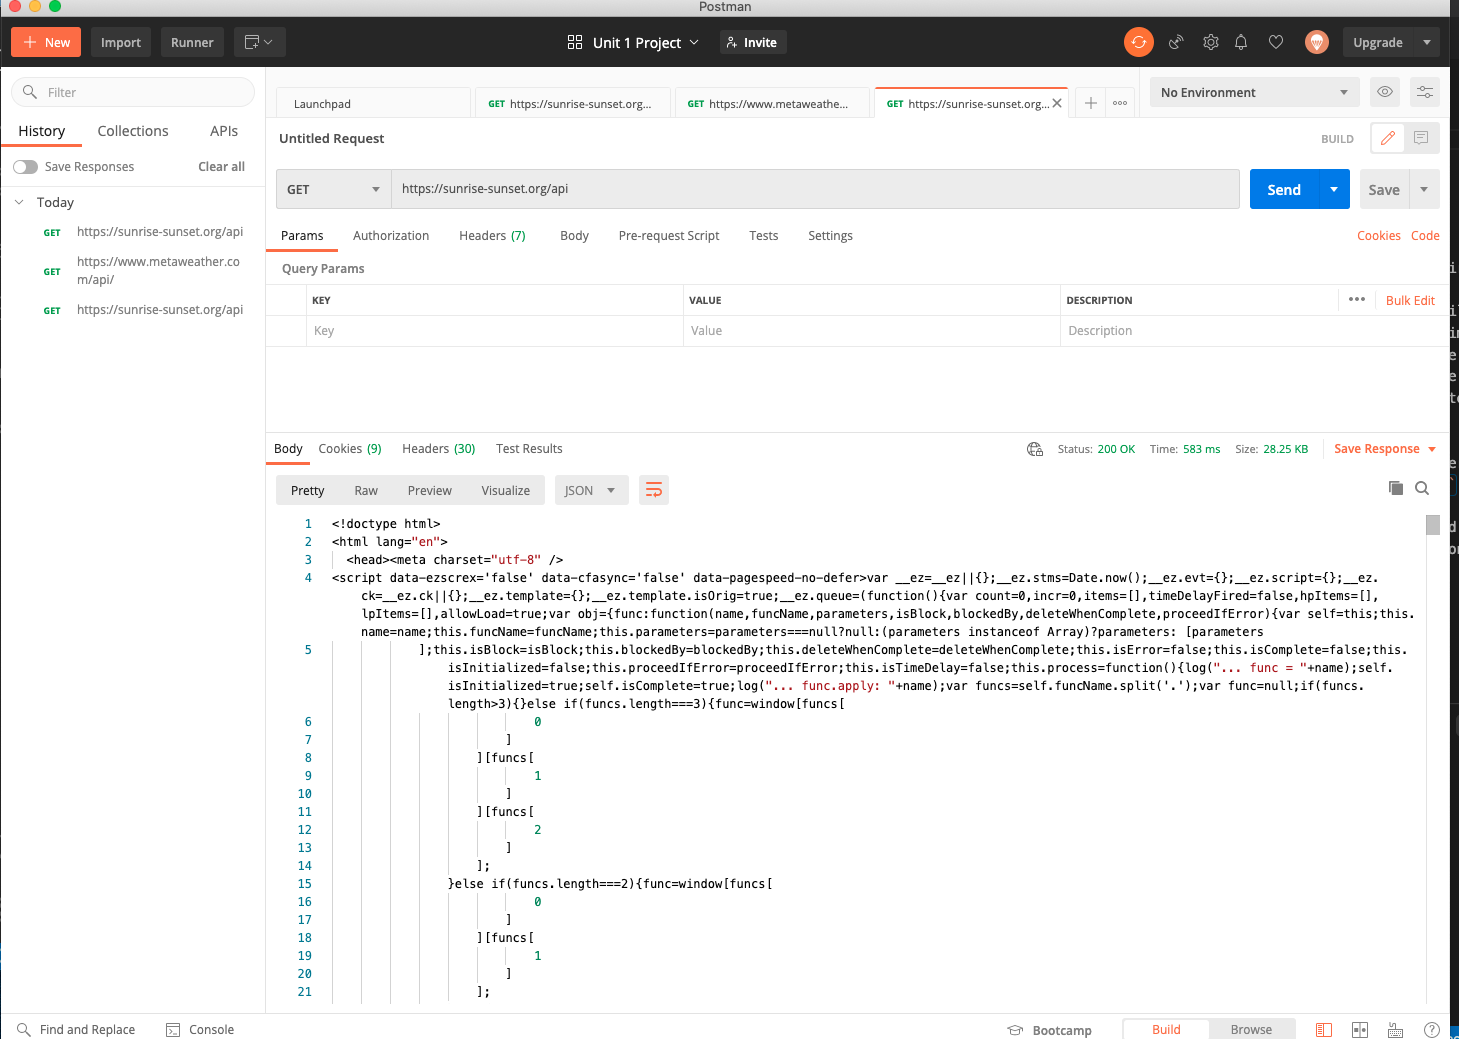 Postman
New
Import
Runner
Unit 1 Project
Invite
Upgrade
Filter
History
Collections
APIs
Save Responses
Clear all
Today
GET https://sunrise-sunset.org/api
GET https://www.metaweather.co
m/api/
GET https://sunrise-sunset.org/api
Launchpad
GET https://sunrise-sunset.org...
GET https://www.metaweathe...
GET https://sunrise-sunset.org...
No Environment
Untitled Request
BUILD
GET
https://sunrise-sunset.org/api
Send
Save
Params
Authorization
Headers (7)
Body
Pre-request Script
Tests
Settings
Cookies
Code
Query Params
KEY
VALUE
DESCRIPTION
Bulk Edit
Key
Value
Description
Body
Cookies (9)
Headers (30)
Test Results
Status: 200 OK
Time: 583 ms
Size: 28.25 KB
Save Response
Pretty
Raw
Preview
Visualize
JSON
1 <!doctype html>
2 <html lang="en">
3 <head><meta charset="utf-8" />
4 <script data-ezscrex='false' data-cfasync='false' data-pagespeed-no-defer>var __ez=__ez||{};__ez.stms=Date.now();__ez.evt={};__ez.script={};__ez.
ck=__ez.ck||{};__ez.template={};__ez.template.isOrig=true;__ez.queue=(function(){var count=0,incr=0,items=[],timeDelayFired=false,hpItems=[],
lpItems=[],allowLoad=true;var obj={func:function(name,funcName,parameters,isBlock,blockedBy,deleteWhenComplete,proceedIfError){var self=this;this.
name=name;this.funcName=funcName;this.parameters=parameters===null?null:(parameters instanceof Array)?parameters: [parameters
5 ];this.isBlock=isBlock;this.blockedBy=blockedBy;this.deleteWhenComplete=deleteWhenComplete;this.isError=false;this.isComplete=false;this.
isInitialized=false;this.proceedIfError=proceedIfError;this.isTimeDelay=false;this.process=function(){log("... func = "+name);self.
isInitialized=true;self.isComplete=true;log("... func.apply: "+name);var funcs=self.funcName.split('.');var func=null;if(funcs.
length>3){}else if(funcs.length===3){func=window[funcs[
6 0
7 ]
8 ][funcs[
9 1
10 ]
11 ][funcs[
12 2
13 ]
14 ];
15 }else if(funcs.length===2){func=window[funcs[
16 0
17 ]
18 ][funcs[
19 1
20 ]
21 ];
Find and Replace
Console
Bootcamp
Build
Browse